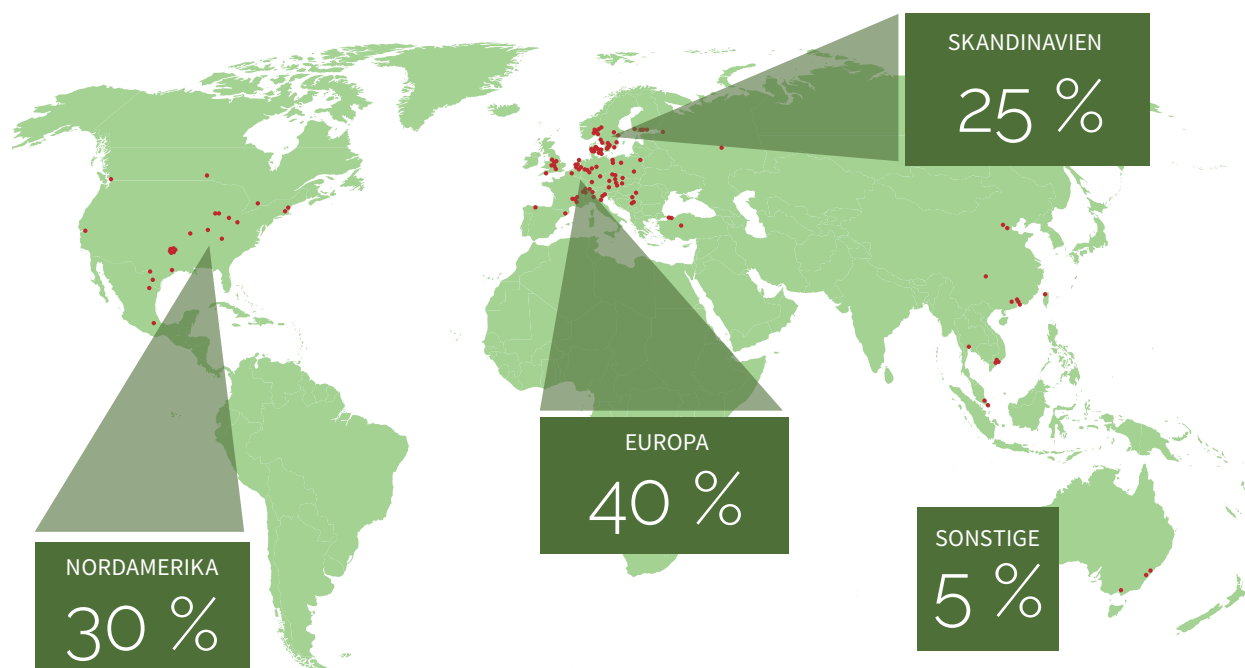 SKANDINAVIEN
25 %
EUROPA
40 %
SONSTIGE
5 %
NORDAMERIKA
30 %